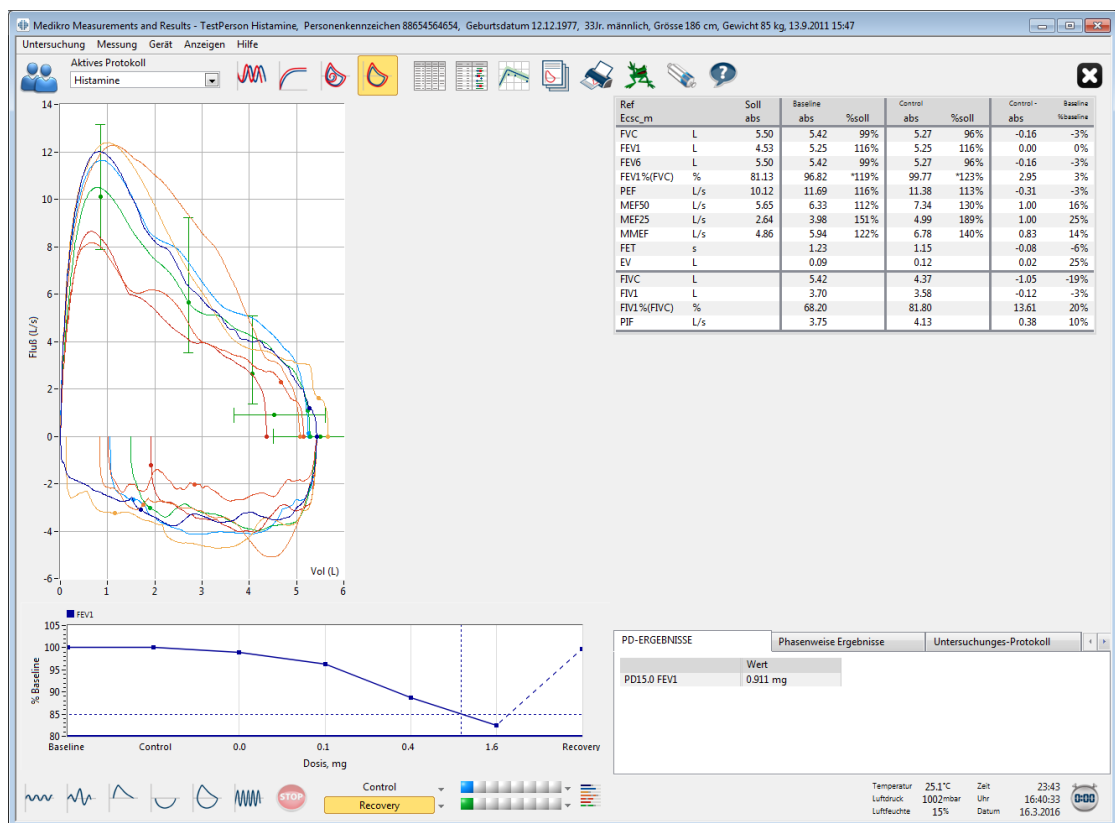 Medikro Measurements and Results - TestPerson Histamine, Personenkennzeichen 88654564654, Geburtsdatum 12.12.1977, 33Jr. männlich, Grösse 186 cm, Gewicht 85 kg, 13.9.2011 15:47
Untersuchung Messung Gerät Anzeigen Hilfe
Aktives Protokoll
Histamine
14
12
10
8
6
4
2
0
-2
-4
-6
Fluß (L/s)
Vol (L)
0 1 2 3 4 5 6
Ref Soll Baseline Control Control - Baseline
Ecsc_m abs abs %soll abs %soll abs %baseline
FVC L 5.50 5.42 99% 5.27 96% -0.16 -3%
FEV1 L 4.53 5.25 116% 5.25 116% 0.00 0%
FEV6 L 5.50 5.42 99% 5.27 96% -0.16 -3%
FEV1%(FVC) % 81.13 96.82 *119% 99.77 *123% 2.95 3%
PEF L/s 10.12 11.69 116% 11.38 113% -0.31 -3%
MEF50 L/s 5.65 6.33 112% 7.34 130% 1.00 16%
MEF25 L/s 2.64 3.98 151% 4.99 189% 1.00 25%
MMEF L/s 4.86 5.94 122% 6.78 140% 0.83 14%
FET s 1.23 1.15 -0.08 -6%
EV L 0.09 0.12 0.02 25%
FIVC L 5.42 4.37 -1.05 -19%
FIV1 L 3.70 3.58 -0.12 -3%
FIV1%(FIVC) % 68.20 81.80 13.61 20%
PIF L/s 3.75 4.13 0.38 10%
FEV1
105
100
95
90
85
80
% Baseline
Baseline Control 0.0 0.1 0.4 1.6 Recovery
Dosis, mg
PD-ERGEBNISSE Phasenweise Ergebnisse Untersuchunges-Protokoll
Wert
PD15.0 FEV1 0.911 mg
STOP
Control
Recovery
Temperatur 25.1°C Zeit 23:43
Luftdruck 1002mbar Uhr 16:40:33
Luftfeuchte 15% Datum 16.3.2016
0:00